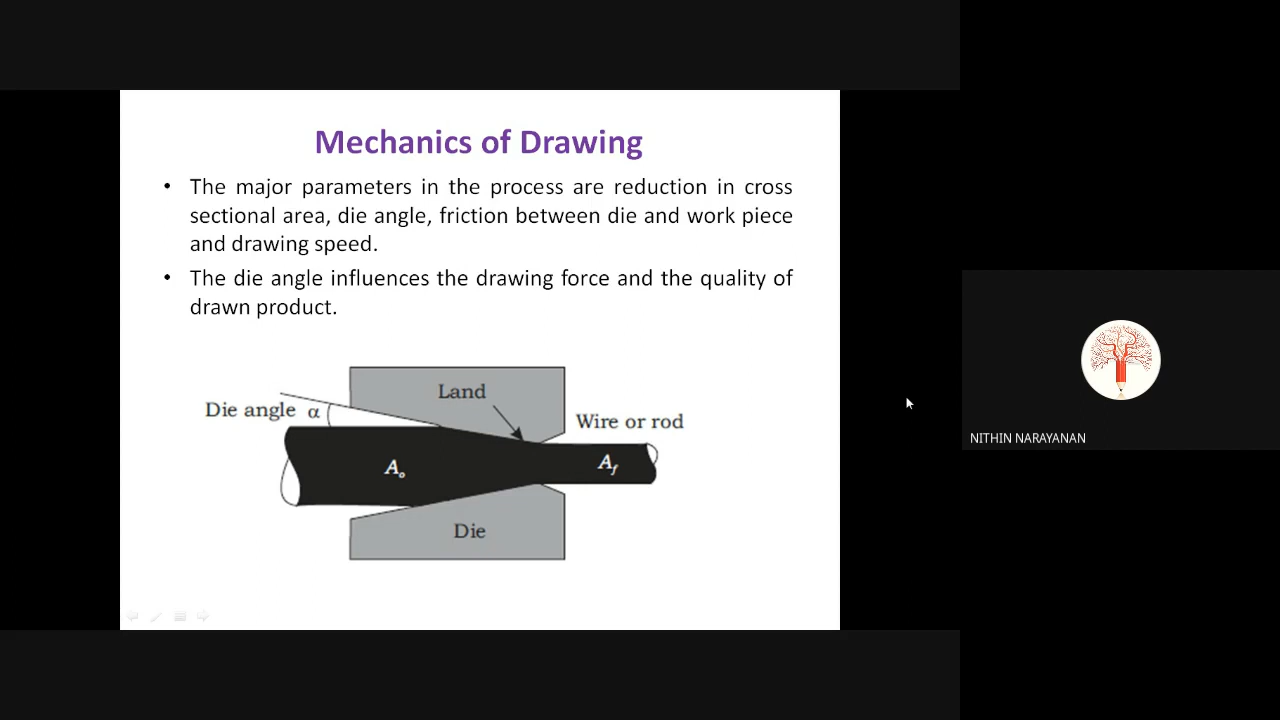 Mechanics of Drawing
• The major parameters in the process are reduction in cross
sectional area, die angle, friction between die and work piece
and drawing speed.
• The die angle influences the drawing force and the quality of
drawn product.
Land
Die angle α
Wire or rod
Aₒ
A_f
Die
NITHIN NARAYANAN